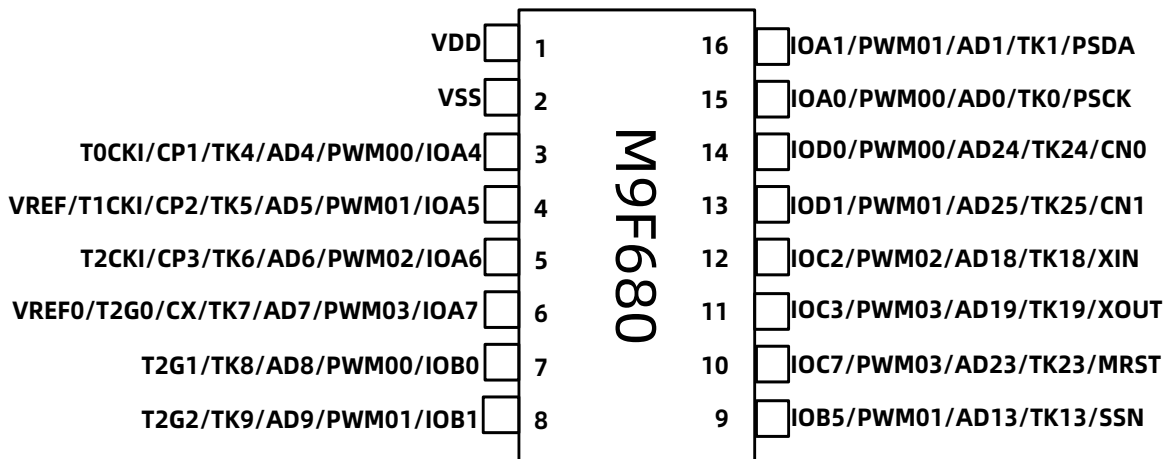 VDD 1 16 IOA1/PWM01/AD1/TK1/PSDA
VSS 2 15 IOA0/PWM00/AD0/TK0/PSCK
T0CKI/CP1/TK4/AD4/PWM00/IOA4 3 14 IOD0/PWM00/AD24/TK24/CN0
VREF/T1CKI/CP2/TK5/AD5/PWM01/IOA5 4 13 IOD1/PWM01/AD25/TK25/CN1
T2CKI/CP3/TK6/AD6/PWM02/IOA6 5 12 IOC2/PWM02/AD18/TK18/XIN
VREF0/T2G0/CX/TK7/AD7/PWM03/IOA7 6 11 IOC3/PWM03/AD19/TK19/XOUT
T2G1/TK8/AD8/PWM00/IOB0 7 10 IOC7/PWM03/AD23/TK23/MRST
T2G2/TK9/AD9/PWM01/IOB1 8 9 IOB5/PWM01/AD13/TK13/SSN
M9F680